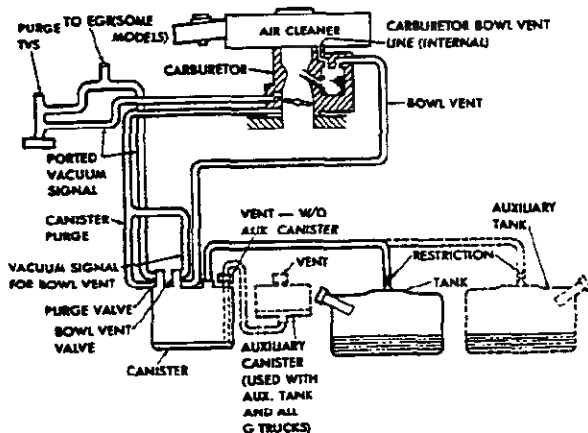 PURGE
TVS
TO EGR(SOME
MODELS)
AIR CLEANER
CARBURETOR BOWL VENT
LINE (INTERNAL)
CARBURETOR
BOWL VENT
PORTED
VACUUM
SIGNAL
CANISTER
PURGE
VENT — W/O
AUX. CANISTER
AUXILIARY
TANK
VACUUM SIGNAL
FOR BOWL VENT
VENT
RESTRICTION
TANK
PURGE VALVE
BOWL VENT
VALVE
CANISTER
AUXILIARY
CANISTER
(USED WITH
AUX. TANK
AND ALL
G TRUCKS)